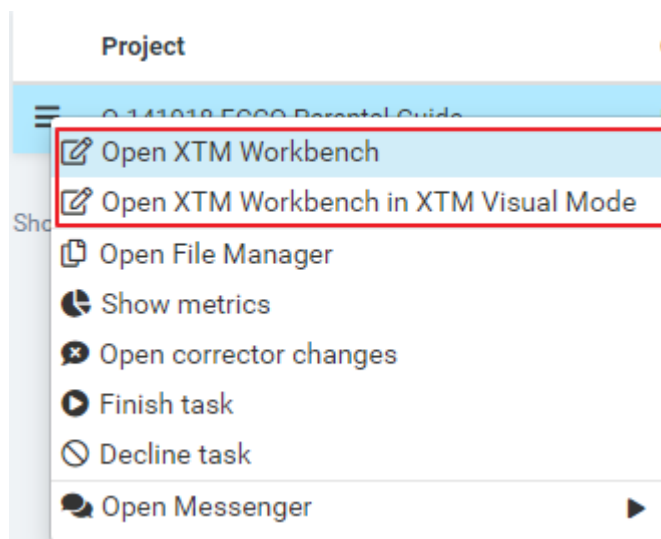 Project
Open XTM Workbench
Open XTM Workbench in XTM Visual Mode
Sho
Open File Manager
Show metrics
Open corrector changes
Finish task
Decline task
Open Messenger